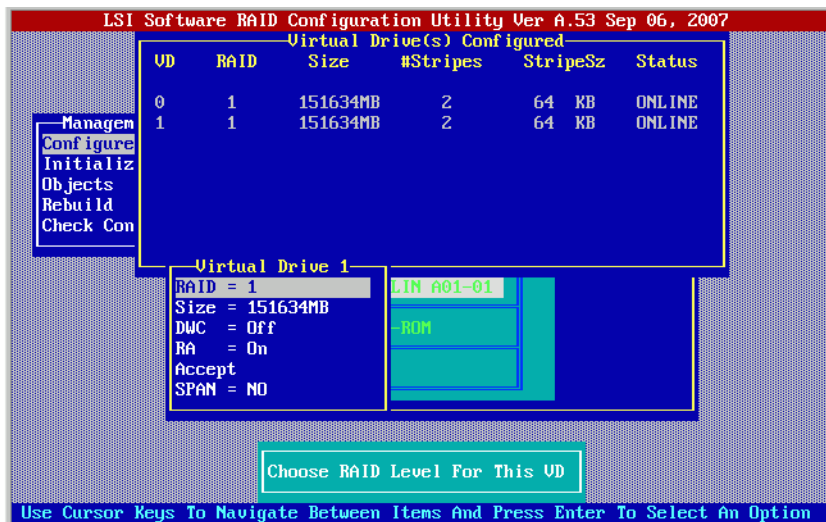 LSI Software RAID Configuration Utility Ver A.53 Sep 06, 2007
Virtual Drive(s) Configured
VD RAID Size #Stripes StripeSz Status
0 1 151634MB 2 64 KB ONLINE
1 1 151634MB 2 64 KB ONLINE
Managem
Configure
Initializ
Objects
Rebuild
Check Con
Virtual Drive 1
RAID = 1
Size = 151634MB
DWC = Off
RA = On
Accept
SPAN = NO
LIN A01-01
-ROM
Choose RAID Level For This VD
Use Cursor Keys To Navigate Between Items And Press Enter To Select An Option